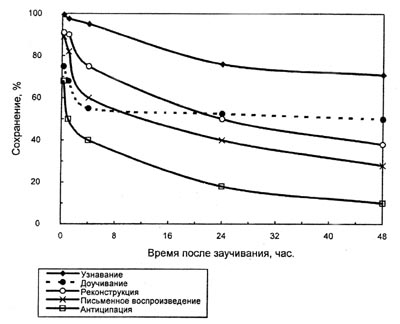 100
80
60
40
20
0
Сохранение, %
0 8 16 24 32 40 48
Время после заучивания, час.
Узнавание
Доучивание
Реконструкция
Письменное воспроизведение
Антиципация